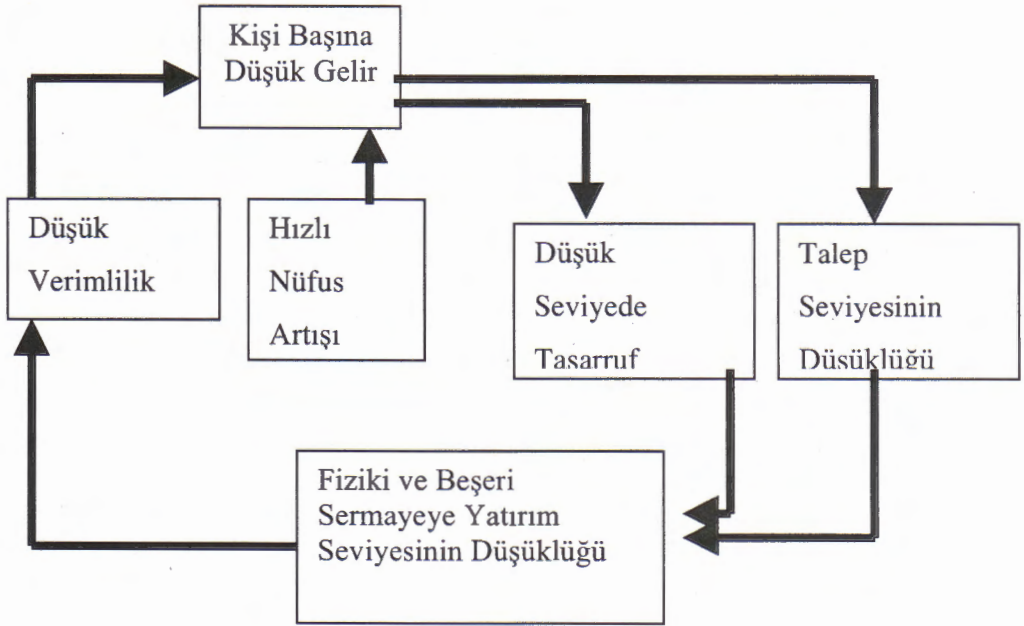 Kişi Başına
Düşük Gelir
Düşük
Verimlilik
Hızlı
Nüfus
Artışı
Düşük
Seviyede
Tasarruf
Talep
Seviyesinin
Düşüklüğü
Fiziki ve Beşeri
Sermayeye Yatırım
Seviyesinin Düşüklüğü